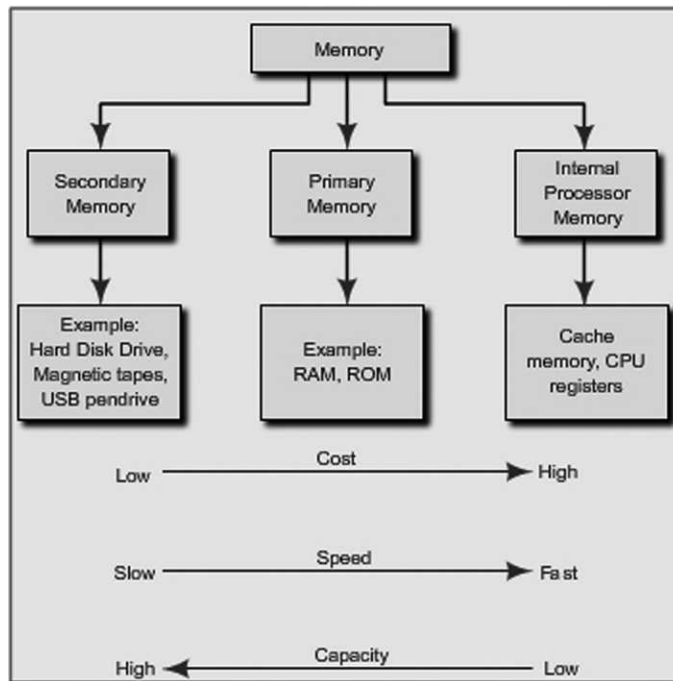 Memory
Secondary
Memory
Primary
Memory
Internal
Processor
Memory
Example:
Hard Disk Drive,
Magnetic tapes,
USB pendrive
Example:
RAM, ROM
Cache
memory, CPU
registers
Cost
Low High
Speed
Slow Fast
Capacity
High Low